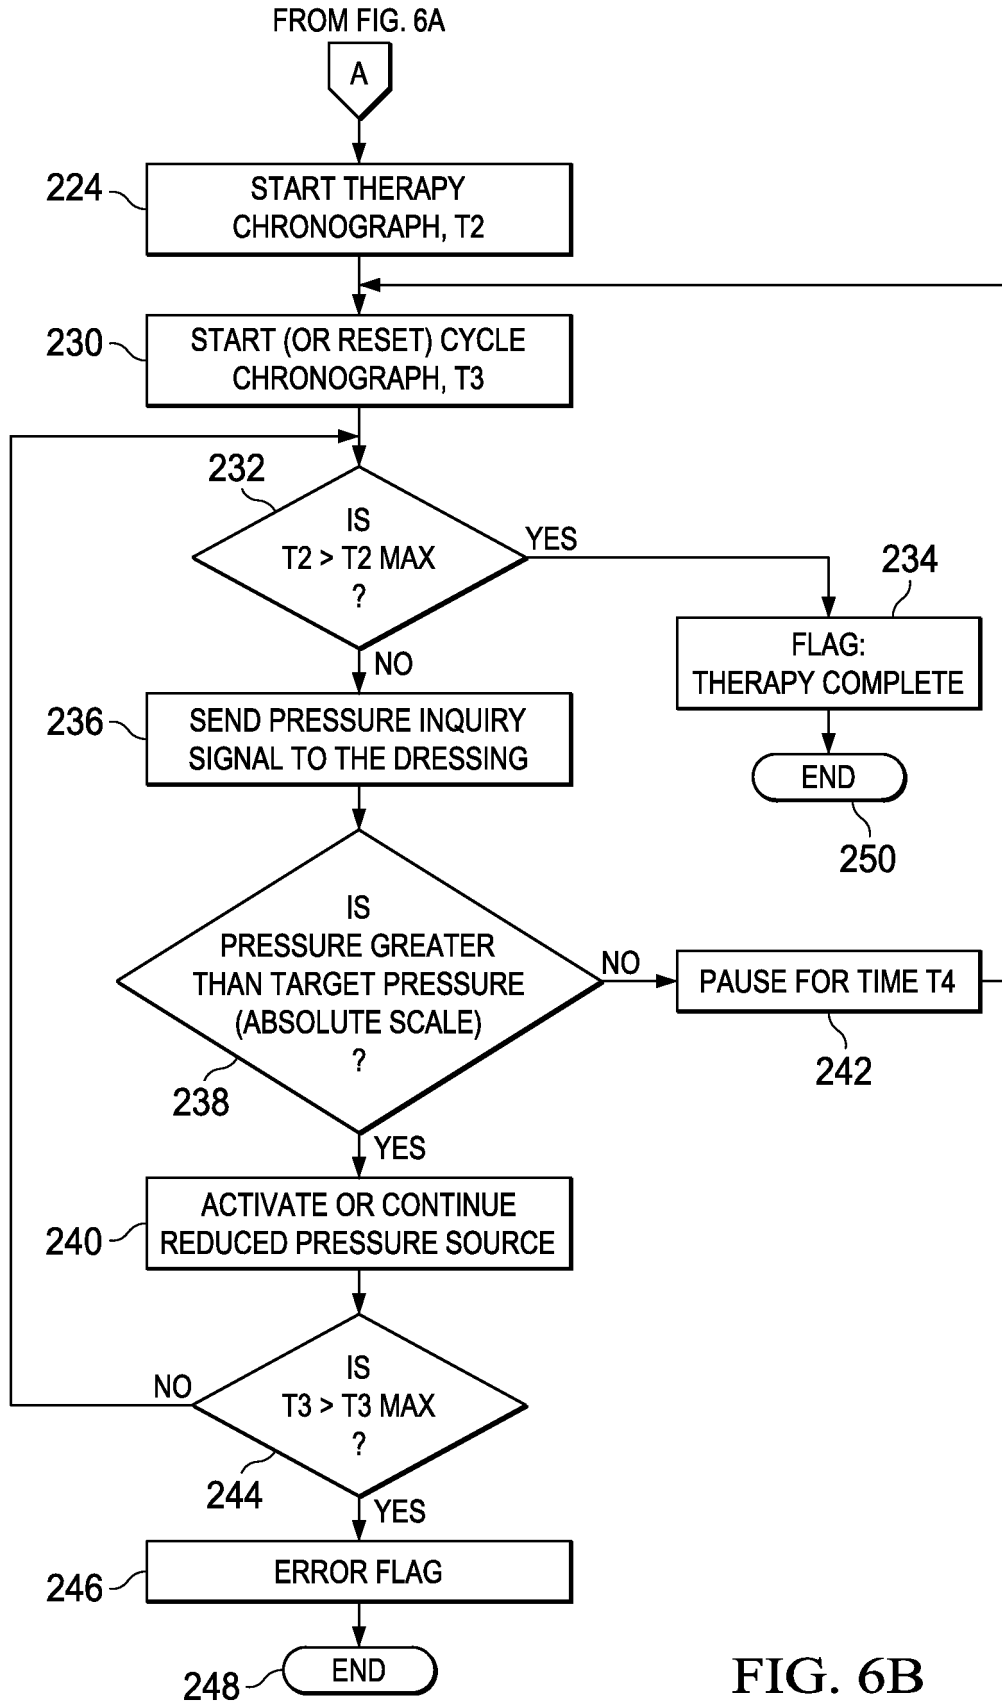 FROM FIG. 6A
A
224
START THERAPY
CHRONOGRAPH, T2
230
START (OR RESET) CYCLE
CHRONOGRAPH, T3
232
IS
T2 > T2 MAX
?
YES
NO
234
FLAG:
THERAPY COMPLETE
END
250
236
SEND PRESSURE INQUIRY
SIGNAL TO THE DRESSING
IS
PRESSURE GREATER
THAN TARGET PRESSURE
(ABSOLUTE SCALE)
?
238
NO
PAUSE FOR TIME T4
242
YES
240
ACTIVATE OR CONTINUE
REDUCED PRESSURE SOURCE
NO
IS
T3 > T3 MAX
?
244
YES
246
ERROR FLAG
248
END
FIG. 6B